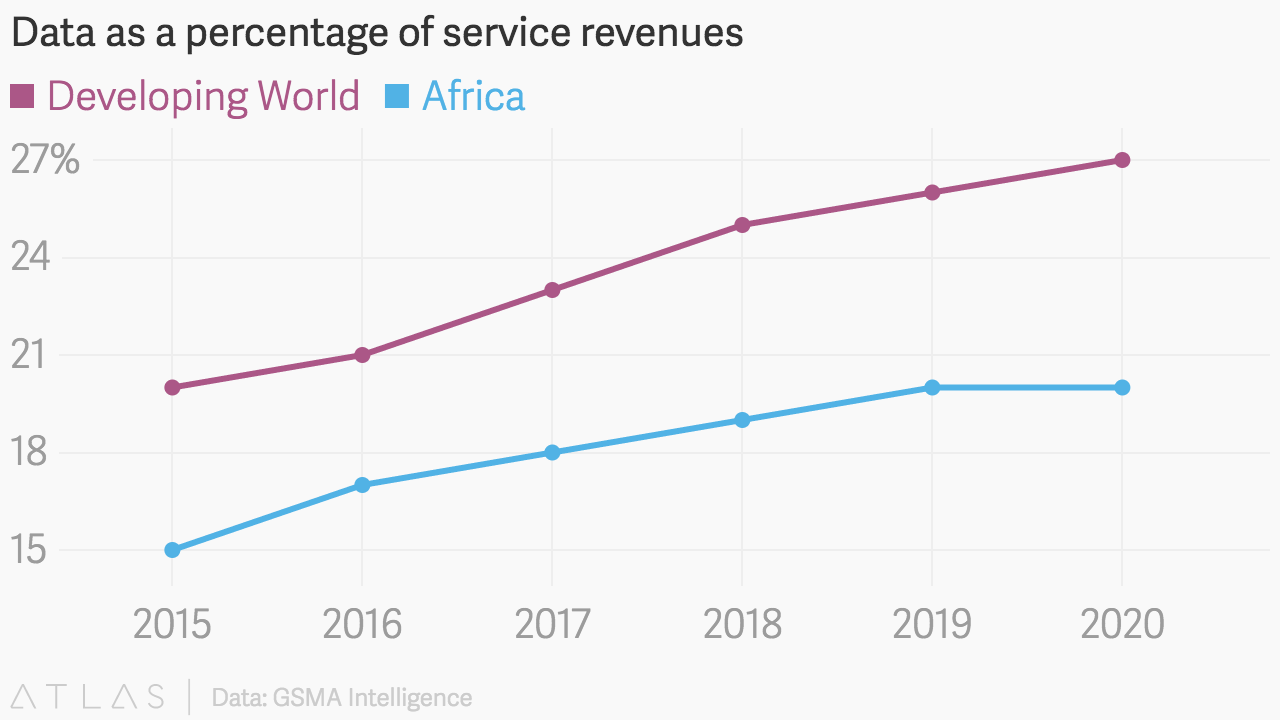 Data as a percentage of service revenues
Developing World Africa
27%
24
21
18
15
2015 2016 2017 2018 2019 2020
ATLAS Data: GSMA Intelligence